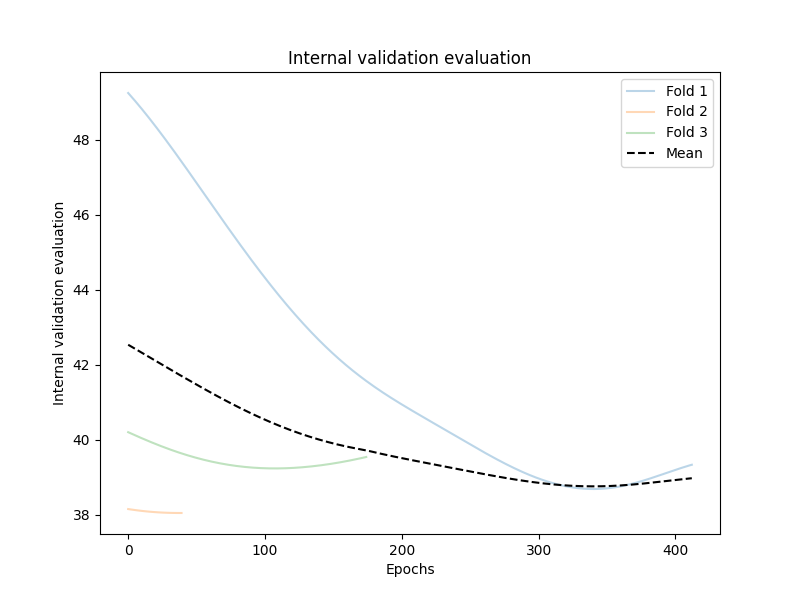 Internal validation evaluation
Fold 1
Fold 2
Fold 3
Mean
Internal validation evaluation
48
46
44
42
40
38
0 100 200 300 400
Epochs